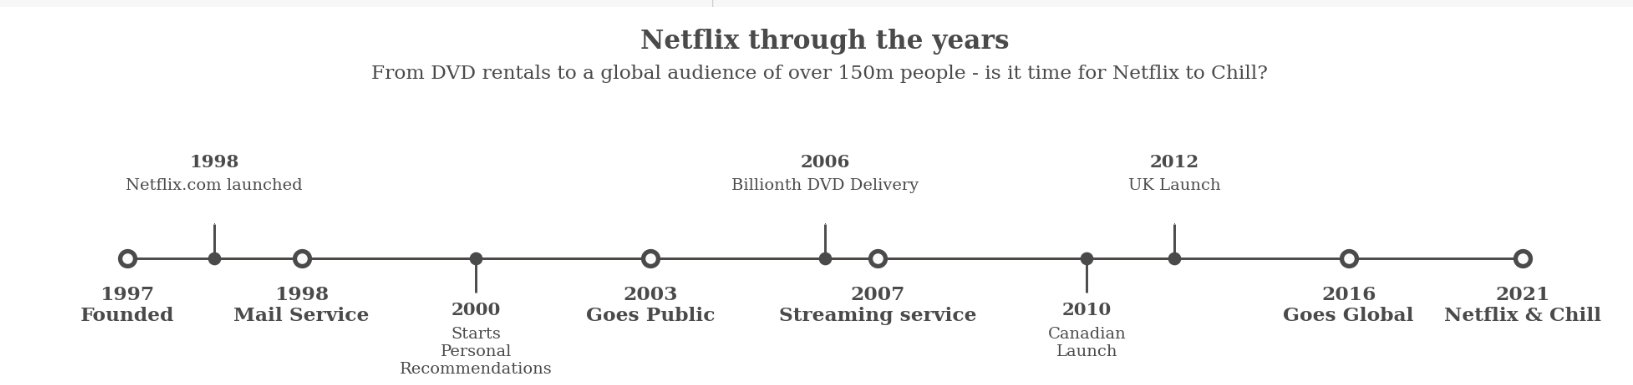 Netflix through the years
From DVD rentals to a global audience of over 150m people - is it time for Netflix to Chill?
1998
Netflix.com launched
2006
Billionth DVD Delivery
2012
UK Launch
1997
Founded
1998
Mail Service
2000
Starts
Personal
Recommendations
2003
Goes Public
2007
Streaming service
2010
Canadian
Launch
2016
Goes Global
2021
Netflix & Chill